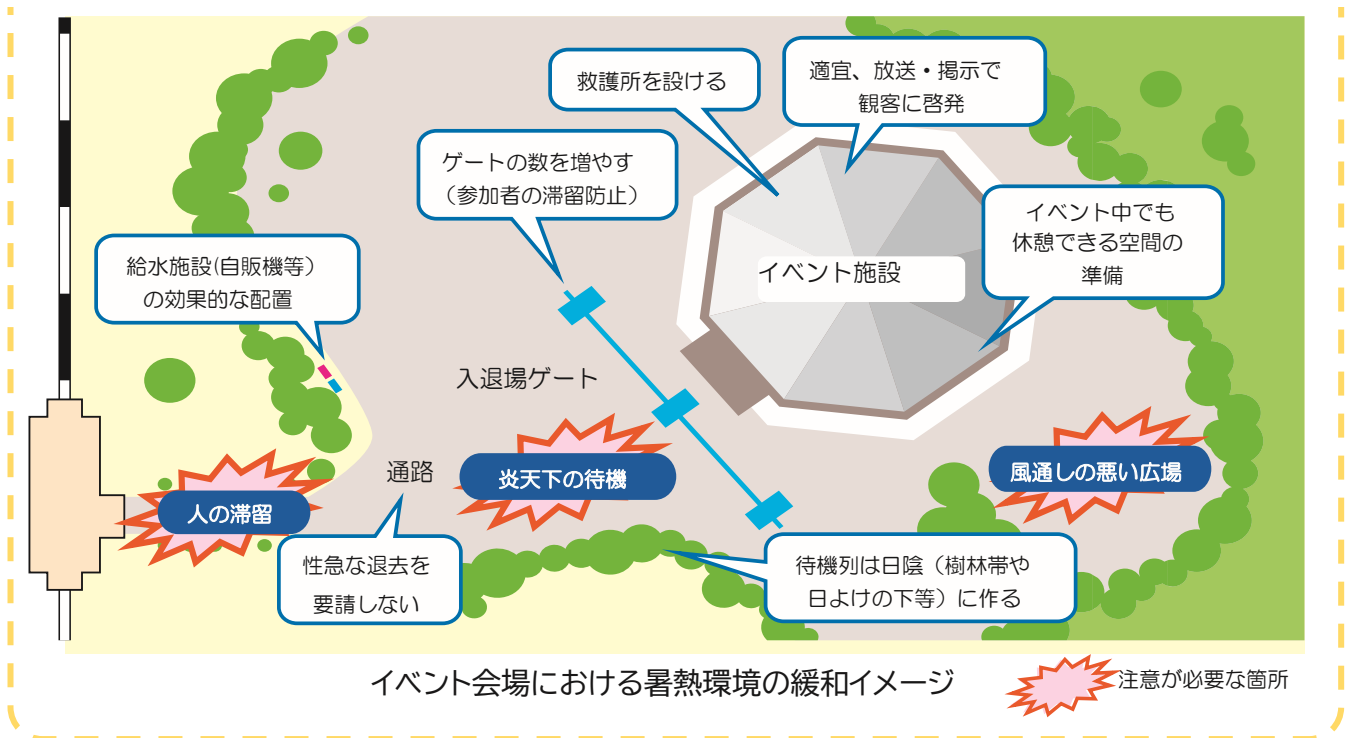 救護所を設ける
適宜、放送・掲示で
観客に啓発
ゲートの数を増やす
（参加者の滞留防止）
イベント中でも
休憩できる空間の
準備
給水施設(自販機等)
の効果的な配置
イベント施設
入退場ゲート
通路
炎天下の待機
風通しの悪い広場
人の滞留
性急な退去を
要請しない
待機列は日陰（樹林帯や
日よけの下等）に作る
イベント会場における暑熱環境の緩和イメージ
注意が必要な箇所